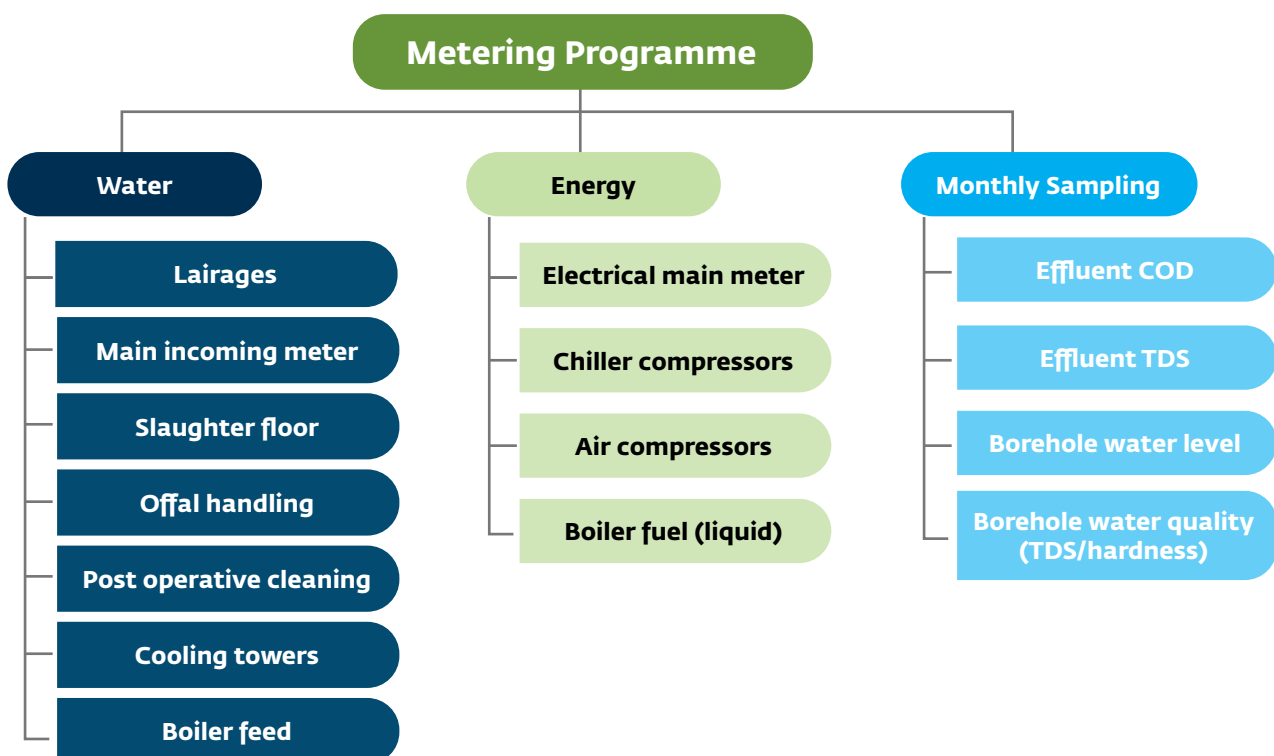 Metering Programme
Water
Lairages
Main incoming meter
Slaughter floor
Offal handling
Post operative cleaning
Cooling towers
Boiler feed
Energy
Electrical main meter
Chiller compressors
Air compressors
Boiler fuel (liquid)
Monthly Sampling
Effluent COD
Effluent TDS
Borehole water level
Borehole water quality
(TDS/hardness)